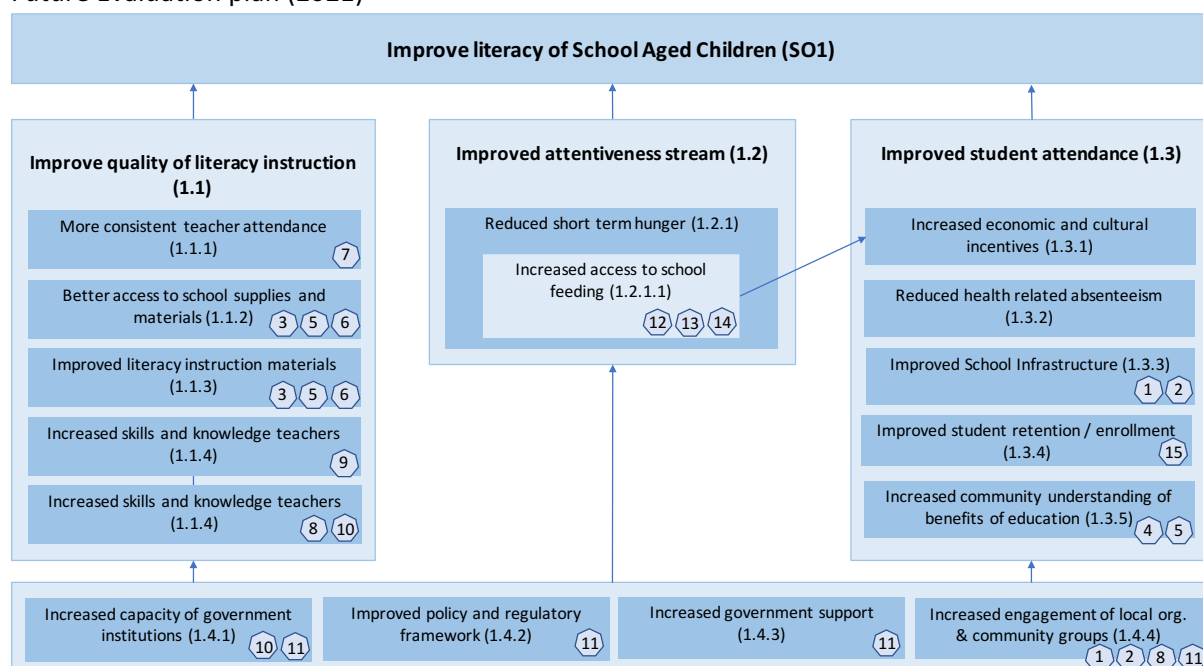 Improve literacy of School Aged Children (SO1)
Improve quality of literacy instruction
(1.1)
More consistent teacher attendance
(1.1.1)
7
Better access to school supplies and
materials (1.1.2)
3 5 6
Improved literacy instruction materials
(1.1.3)
3 5 6
Increased skills and knowledge teachers
(1.1.4)
9
Increased skills and knowledge teachers
(1.1.4)
8 10
Improved attentiveness stream (1.2)
Reduced short term hunger (1.2.1)
Increased access to school
feeding (1.2.1.1)
12 13 14
Improved student attendance (1.3)
Increased economic and cultural
incentives (1.3.1)
Reduced health related absenteeism
(1.3.2)
Improved School Infrastructure (1.3.3)
1 2
Improved student retention / enrollment
(1.3.4)
15
Increased community understanding of
benefits of education (1.3.5)
4 5
Increased capacity of government
institutions (1.4.1)
10 11
Improved policy and regulatory
framework (1.4.2)
11
Increased government support
(1.4.3)
11
Increased engagement of local org.
& community groups (1.4.4)
1 2 8 11